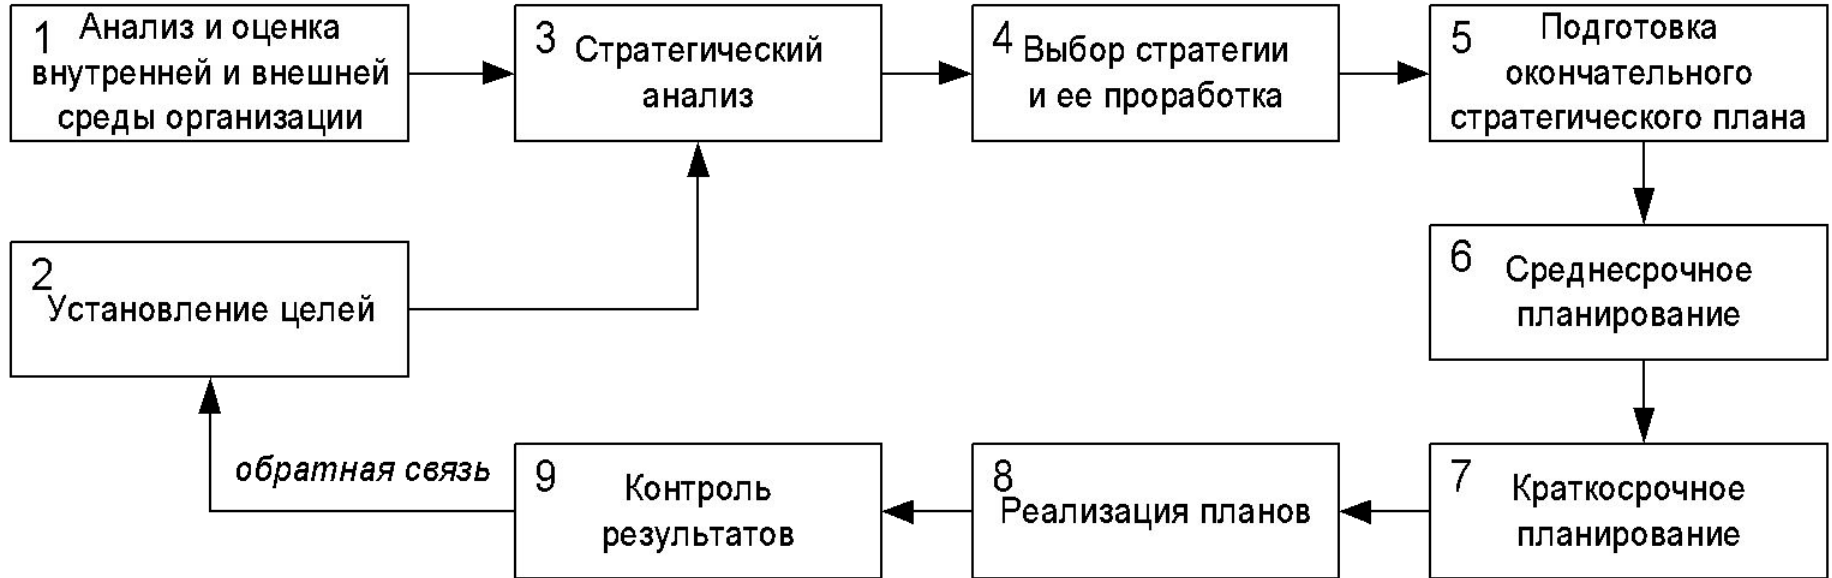 1 Анализ и оценка
внутренней и внешней
среды организации
3 Стратегический
анализ
4 Выбор стратегии
и ее проработка
5 Подготовка
окончательного
стратегического плана
2
Установление целей
6 Среднесрочное
планирование
обратная связь
9 Контроль
результатов
8
Реализация планов
7 Краткосрочное
планирование